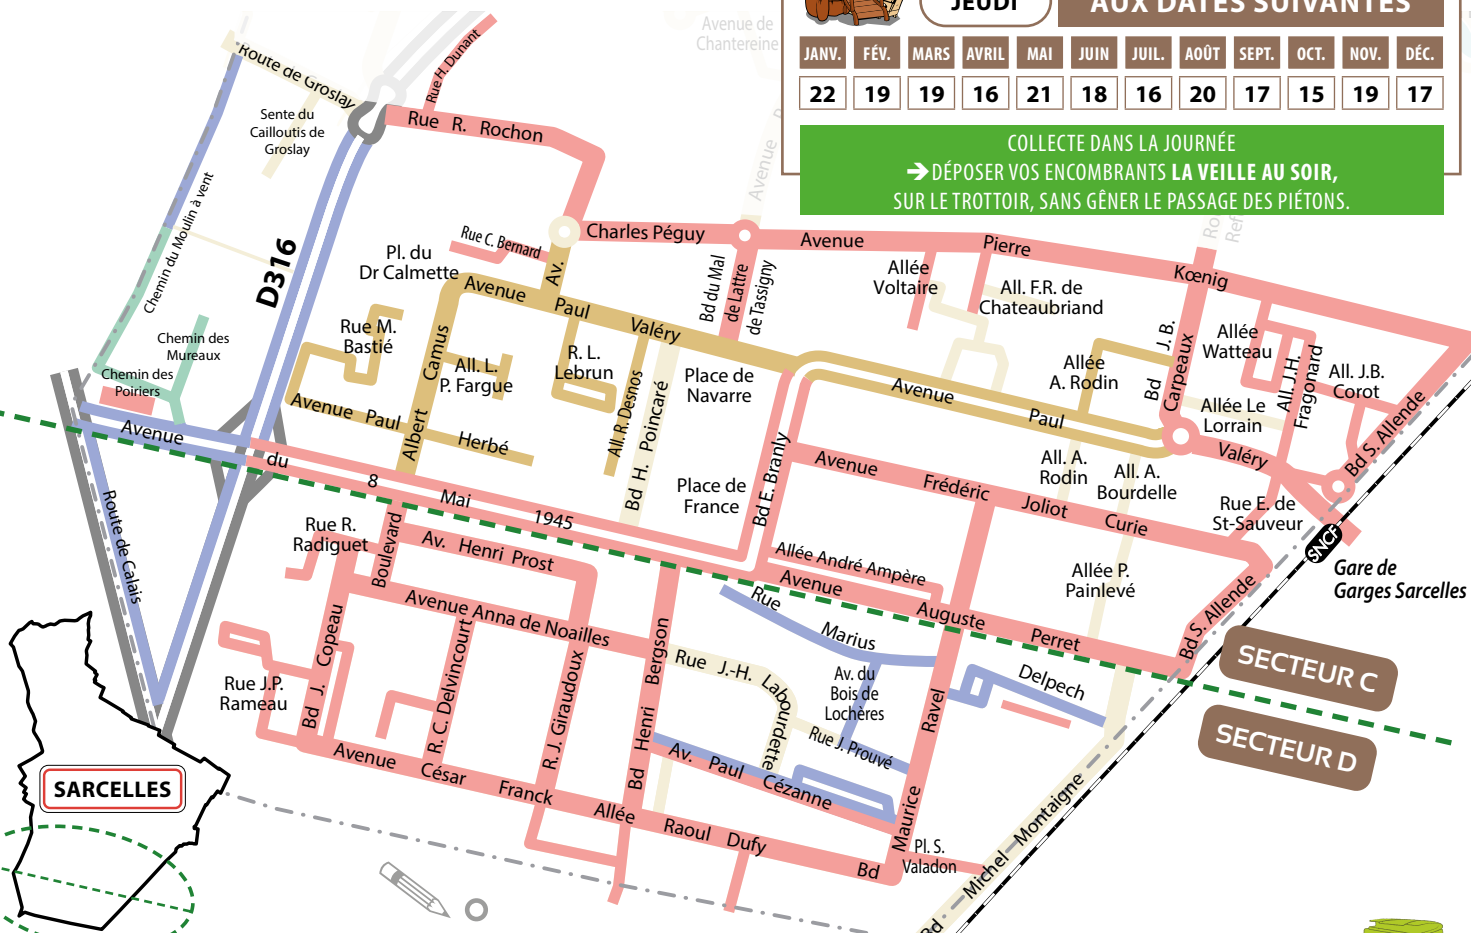 JEUDI
AUX DATES SUIVANTES
JANV. FÉV. MARS AVRIL MAI JUIN JUIL. AOÛT SEPT. OCT. NOV. DÉC.
22 19 19 16 21 18 16 20 17 15 19 17
COLLECTE DANS LA JOURNÉE
➔ DÉPOSER VOS ENCOMBRANTS LA VEILLE AU SOIR,
SUR LE TROTTOIR, SANS GÊNER LE PASSAGE DES PIÉTONS.
Avenue de
Chantereine
Avenue
Route de Groslay
Rue H. Dunant
Sente du
Cailloutis de
Groslay
Rue R. Rochon
Chemin du Moulin à vent
D316
Rue C. Bernard
Charles Péguy
Avenue Pierre Kœnig
Pl. du
Dr Calmette
Av.
Avenue Paul Valéry
Bd du Mal
de Lattre
de Tassigny
Allée
Voltaire
All. F.R. de
Chateaubriand
Chemin des
Mureaux
Chemin des
Poiriers
Rue M.
Bastié
Albert Camus
All. L.
P. Fargue
R. L.
Lebrun
All. R. Desnos
Bd H. Poincaré
Place de
Navarre
Avenue Paul
Allée
A. Rodin
Bd J. B.
Carpeaux
Allée
Watteau
All. J.H.
Fragonard
All. J.B.
Corot
Allée Le
Lorrain
Valéry
Bd S. Allende
Avenue Paul Herbé
Avenue du 8 Mai 1945
Place de
France
Bd E. Branly
Avenue Frédéric Joliot Curie
All. A.
Rodin
All. A.
Bourdelle
Rue E. de
St-Sauveur
SNCF
Gare de
Garges Sarcelles
Route de Calais
Rue R.
Radiguet
Boulevard
Av. Henri Prost
Allée André Ampère
Avenue Auguste Perret
Allée P.
Painlevé
Bd S. Allende
Avenue Anna de Noailles
Bd J. Copeau
R. C. Delvincourt
R. J. Giraudoux
Bd Henri Bergson
Rue J.-H. Labourdette
Rue Marius
Delpech
Av. du
Bois de
Lochères
Rue J. Prouvé
Rue J.P.
Rameau
Av. Paul Cézanne
Bd Maurice Ravel
SECTEUR C
SECTEUR D
Avenue César Franck
Allée Raoul Dufy
Pl. S.
Valadon
Bd Michel Montaigne
SARCELLES